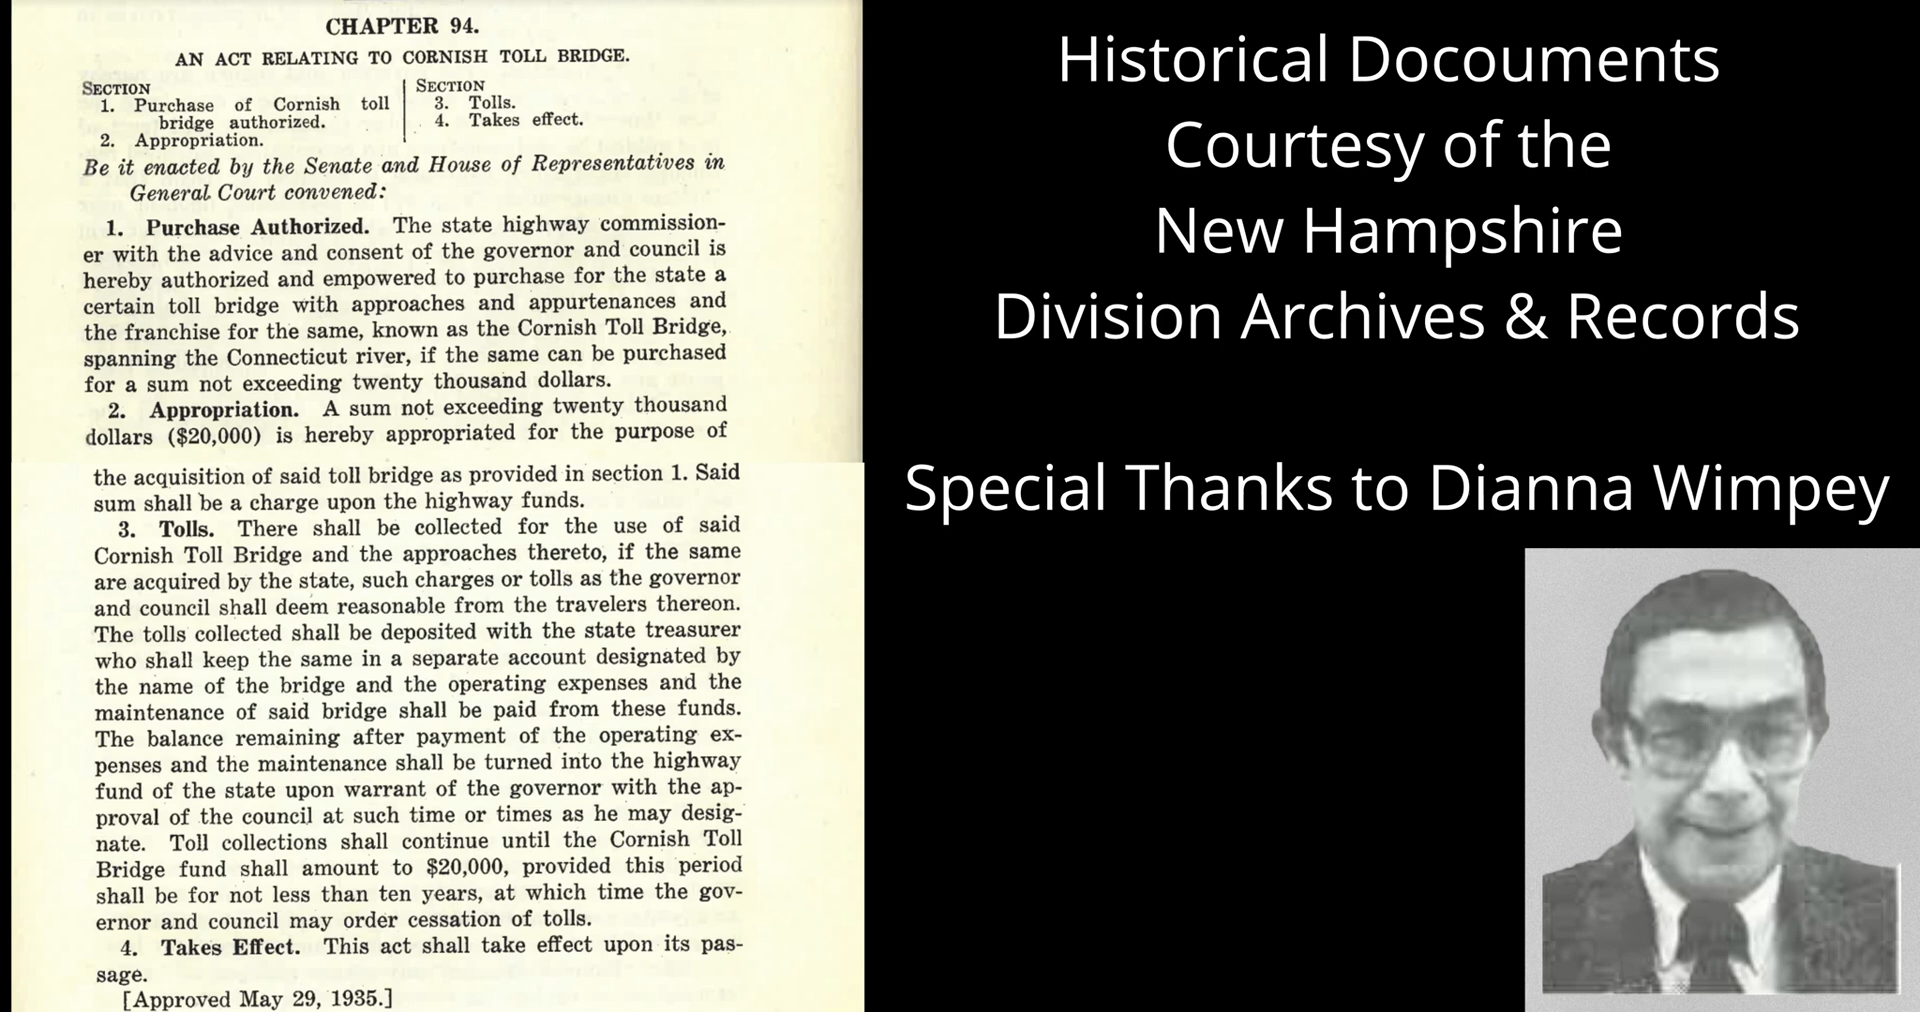 CHAPTER 94.
AN ACT RELATING TO CORNISH TOLL BRIDGE.
SECTION
1. Purchase of Cornish toll
bridge authorized.
2. Appropriation.
SECTION
3. Tolls.
4. Takes effect.
Be it enacted by the Senate and House of Representatives in
General Court convened:
1. Purchase Authorized. The state highway commission-
er with the advice and consent of the governor and council is
hereby authorized and empowered to purchase for the state a
certain toll bridge with approaches and appurtenances and
the franchise for the same, known as the Cornish Toll Bridge,
spanning the Connecticut river, if the same can be purchased
for a sum not exceeding twenty thousand dollars.
2. Appropriation. A sum not exceeding twenty thousand
dollars ($20,000) is hereby appropriated for the purpose of
the acquisition of said toll bridge as provided in section 1. Said
sum shall be a charge upon the highway funds.
3. Tolls. There shall be collected for the use of said
Cornish Toll Bridge and the approaches thereto, if the same
are acquired by the state, such charges or tolls as the governor
and council shall deem reasonable from the travelers thereon.
The tolls collected shall be deposited with the state treasurer
who shall keep the same in a separate account designated by
the name of the bridge and the operating expenses and the
maintenance of said bridge shall be paid from these funds.
The balance remaining after payment of the operating ex-
penses and the maintenance shall be turned into the highway
fund of the state upon warrant of the governor with the ap-
proval of the council at such time or times as he may desig-
nate. Toll collections shall continue until the Cornish Toll
Bridge fund shall amount to $20,000, provided this period
shall be for not less than ten years, at which time the gov-
ernor and council may order cessation of tolls.
4. Takes Effect. This act shall take effect upon its pas-
sage.
[Approved May 29, 1935.]
Historical Docouments
Courtesy of the
New Hampshire
Division Archives & Records
Special Thanks to Dianna Wimpey